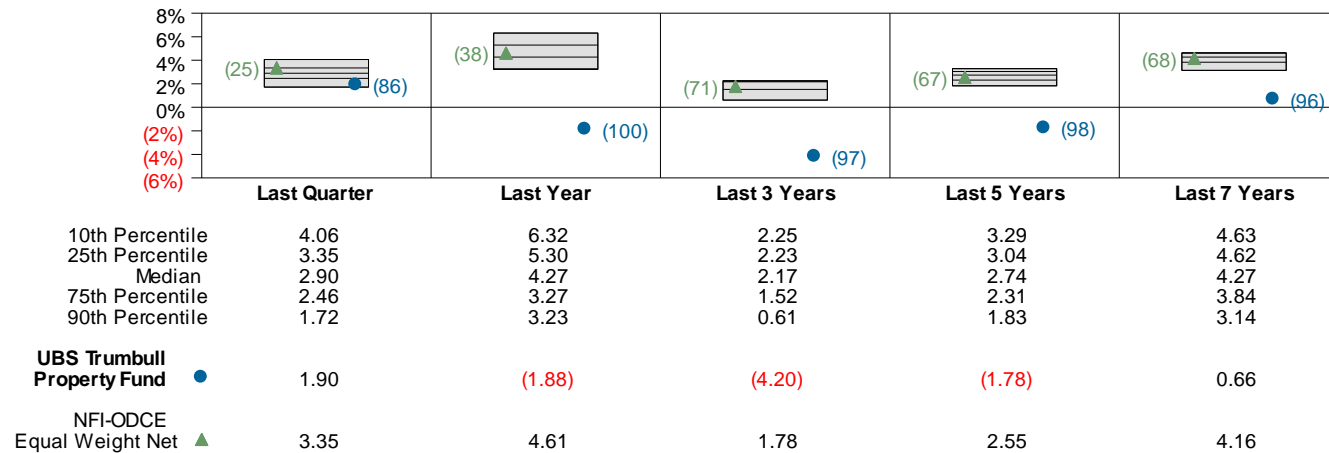 8%
6%
4%
2%
0%
(2%)
(4%)
(6%)
(25) (86) (38) (100) (71) (97) (67) (98) (68) (96)
Last Quarter Last Year Last 3 Years Last 5 Years Last 7 Years
10th Percentile 4.06 6.32 2.25 3.29 4.63
25th Percentile 3.35 5.30 2.23 3.04 4.62
Median 2.90 4.27 2.17 2.74 4.27
75th Percentile 2.46 3.27 1.52 2.31 3.84
90th Percentile 1.72 3.23 0.61 1.83 3.14
UBS Trumbull
Property Fund 1.90 (1.88) (4.20) (1.78) 0.66
NFI-ODCE
Equal Weight Net 3.35 4.61 1.78 2.55 4.16